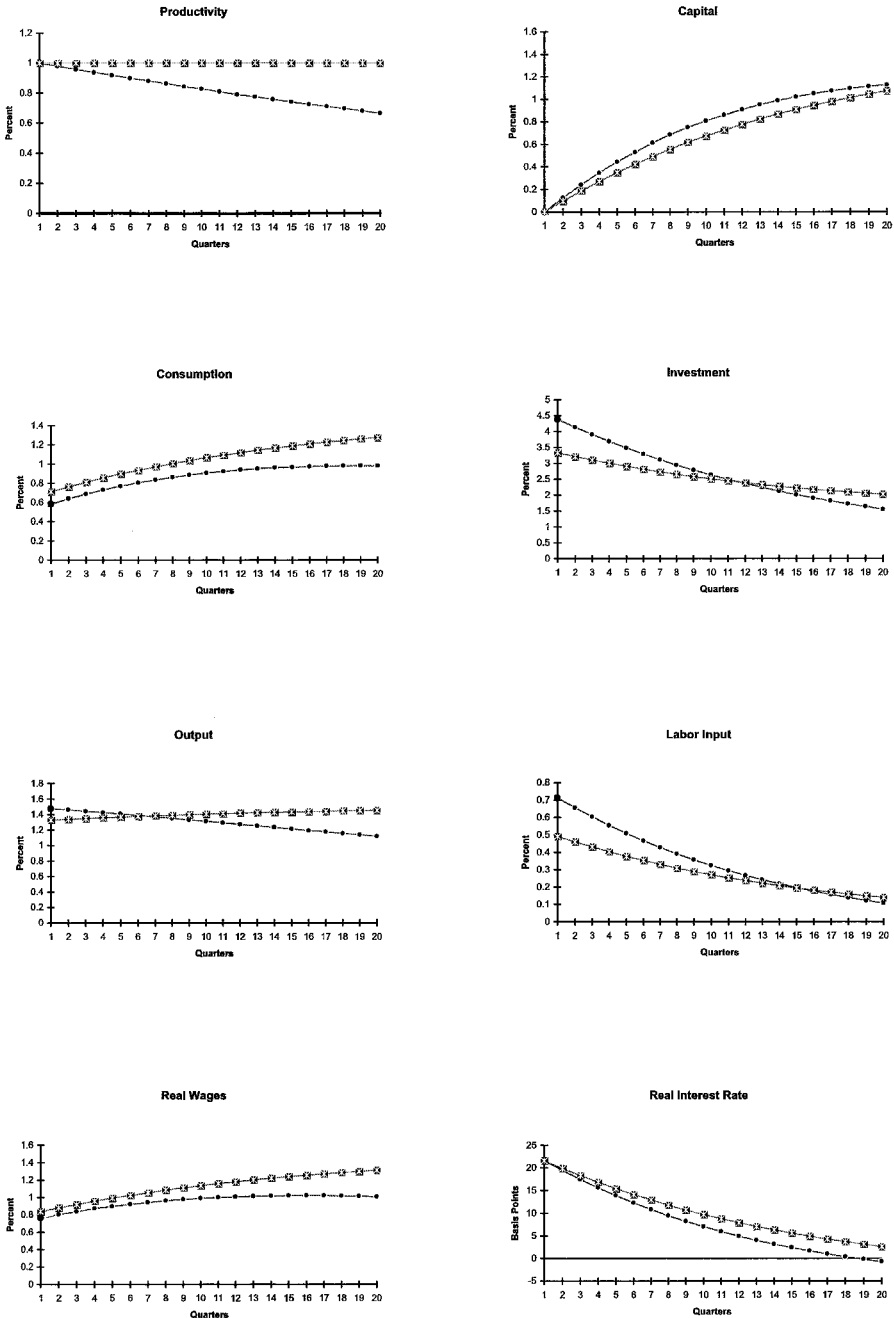 Productivity
1.2
1
0.8
0.6
0.4
0.2
0
Percent
1 2 3 4 5 6 7 8 9 10 11 12 13 14 15 16 17 18 19 20
Quarters
Capital
1.6
1.4
1.2
1
0.8
0.6
0.4
0.2
0
Percent
1 2 3 4 5 6 7 8 9 10 11 12 13 14 15 16 17 18 19 20
Quarters
Consumption
1.4
1.2
1
0.8
0.6
0.4
0.2
0
Percent
1 2 3 4 5 6 7 8 9 10 11 12 13 14 15 16 17 18 19 20
Quarters
Investment
5
4.5
4
3.5
3
2.5
2
1.5
1
0.5
0
Percent
1 2 3 4 5 6 7 8 9 10 11 12 13 14 15 16 17 18 19 20
Quarters
Output
1.8
1.6
1.4
1.2
1
0.8
0.6
0.4
0.2
0
Percent
1 2 3 4 5 6 7 8 9 10 11 12 13 14 15 16 17 18 19 20
Quarters
Labor Input
0.8
0.7
0.6
0.5
0.4
0.3
0.2
0.1
0
Percent
1 2 3 4 5 6 7 8 9 10 11 12 13 14 15 16 17 18 19 20
Quarters
Real Wages
1.6
1.4
1.2
1
0.8
0.6
0.4
0.2
0
Percent
1 2 3 4 5 6 7 8 9 10 11 12 13 14 15 16 17 18 19 20
Quarters
Real Interest Rate
25
20
15
10
5
0
-5
Basis Points
1 2 3 4 5 6 7 8 9 10 11 12 13 14 15 16 17 18 19 20
Quarters